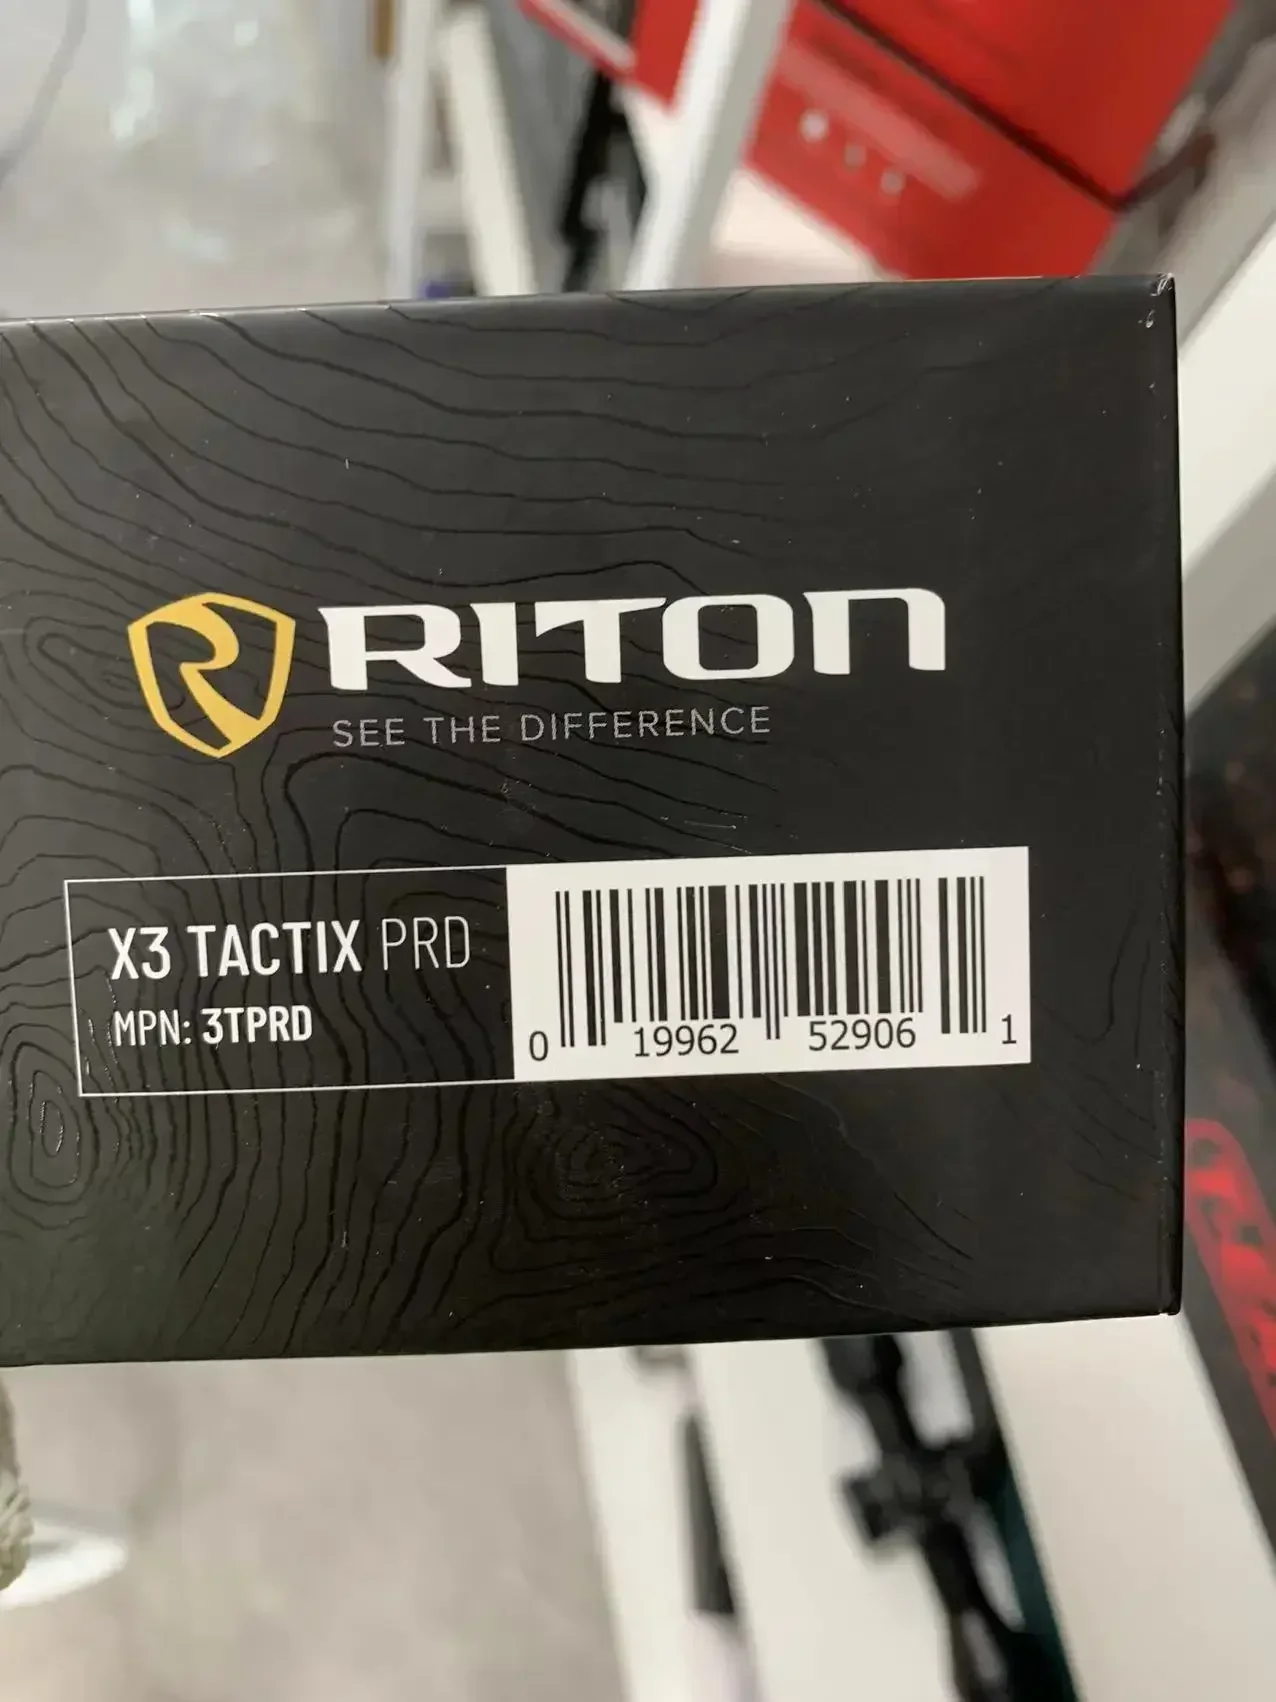 RITON
SEE THE DIFFERENCE
X3 TACTIX PRD
MPN: 3TPRD
0 19962 52906 1